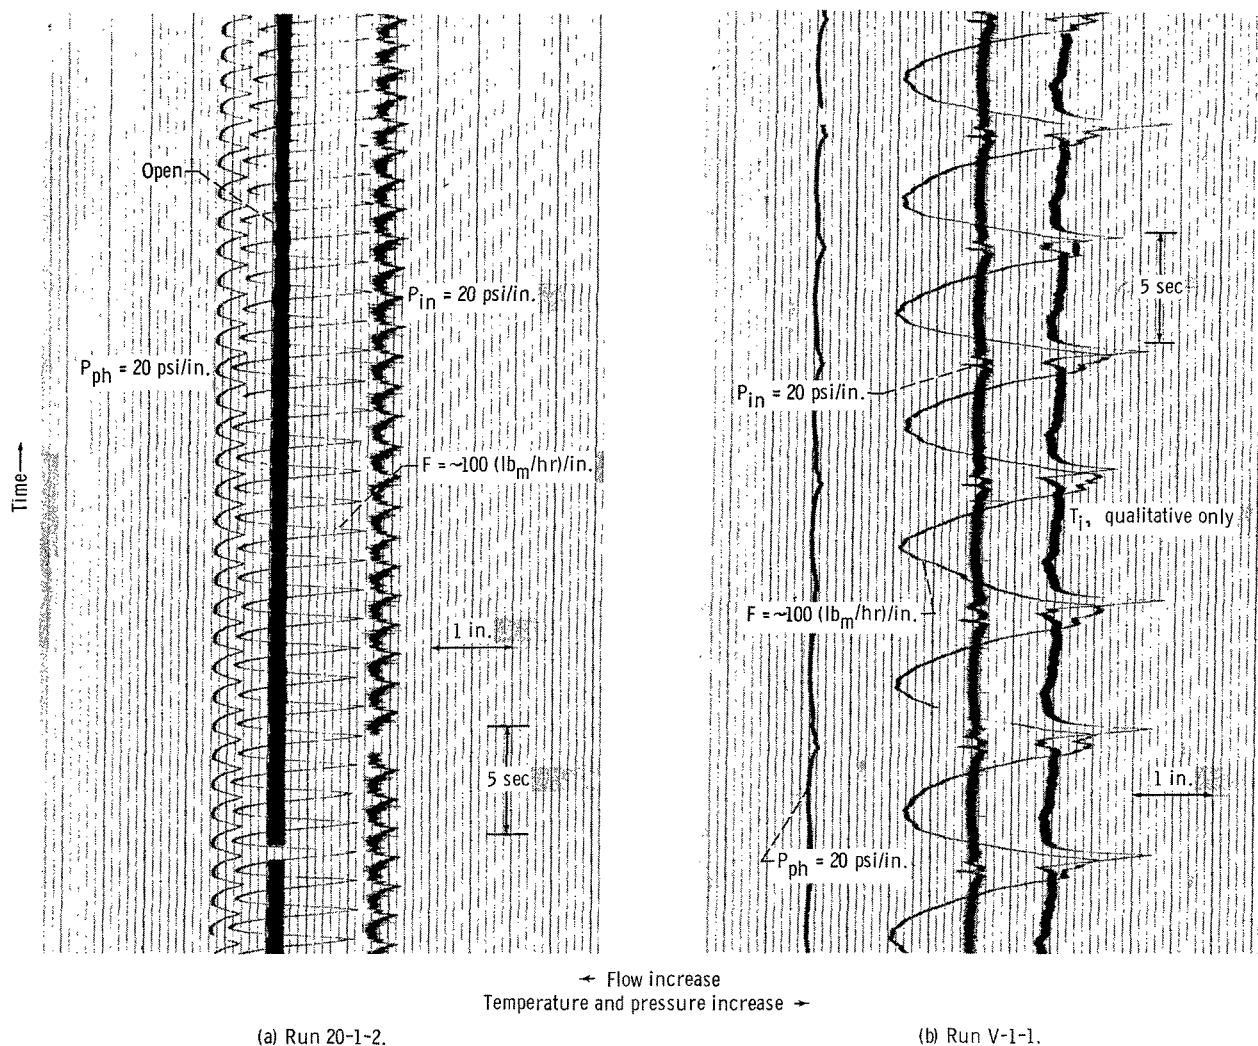 Open
P_in = 20 psi/in.
P_ph = 20 psi/in.
F = ~100 (lb_m/hr)/in.
1 in.
5 sec
Time
5 sec
P_in = 20 psi/in.
T_i, qualitative only
F = ~100 (lb_m/hr)/in.
1 in.
P_ph = 20 psi/in.
← Flow increase
Temperature and pressure increase →
(a) Run 20-1-2.
(b) Run V-1-1.